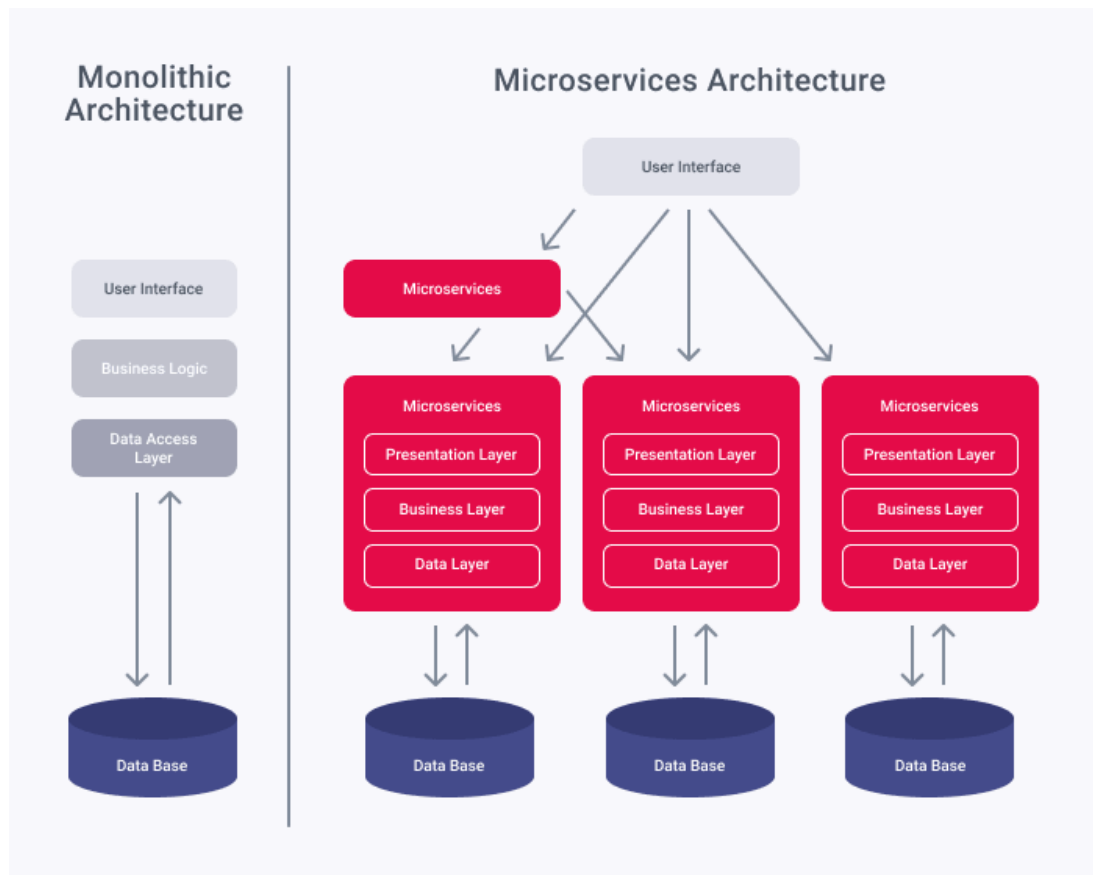 Monolithic
Architecture
User Interface
Business Logic
Data Access
Layer
Data Base
Microservices Architecture
User Interface
Microservices
Microservices
Presentation Layer
Business Layer
Data Layer
Data Base
Microservices
Presentation Layer
Business Layer
Data Layer
Data Base
Microservices
Presentation Layer
Business Layer
Data Layer
Data Base